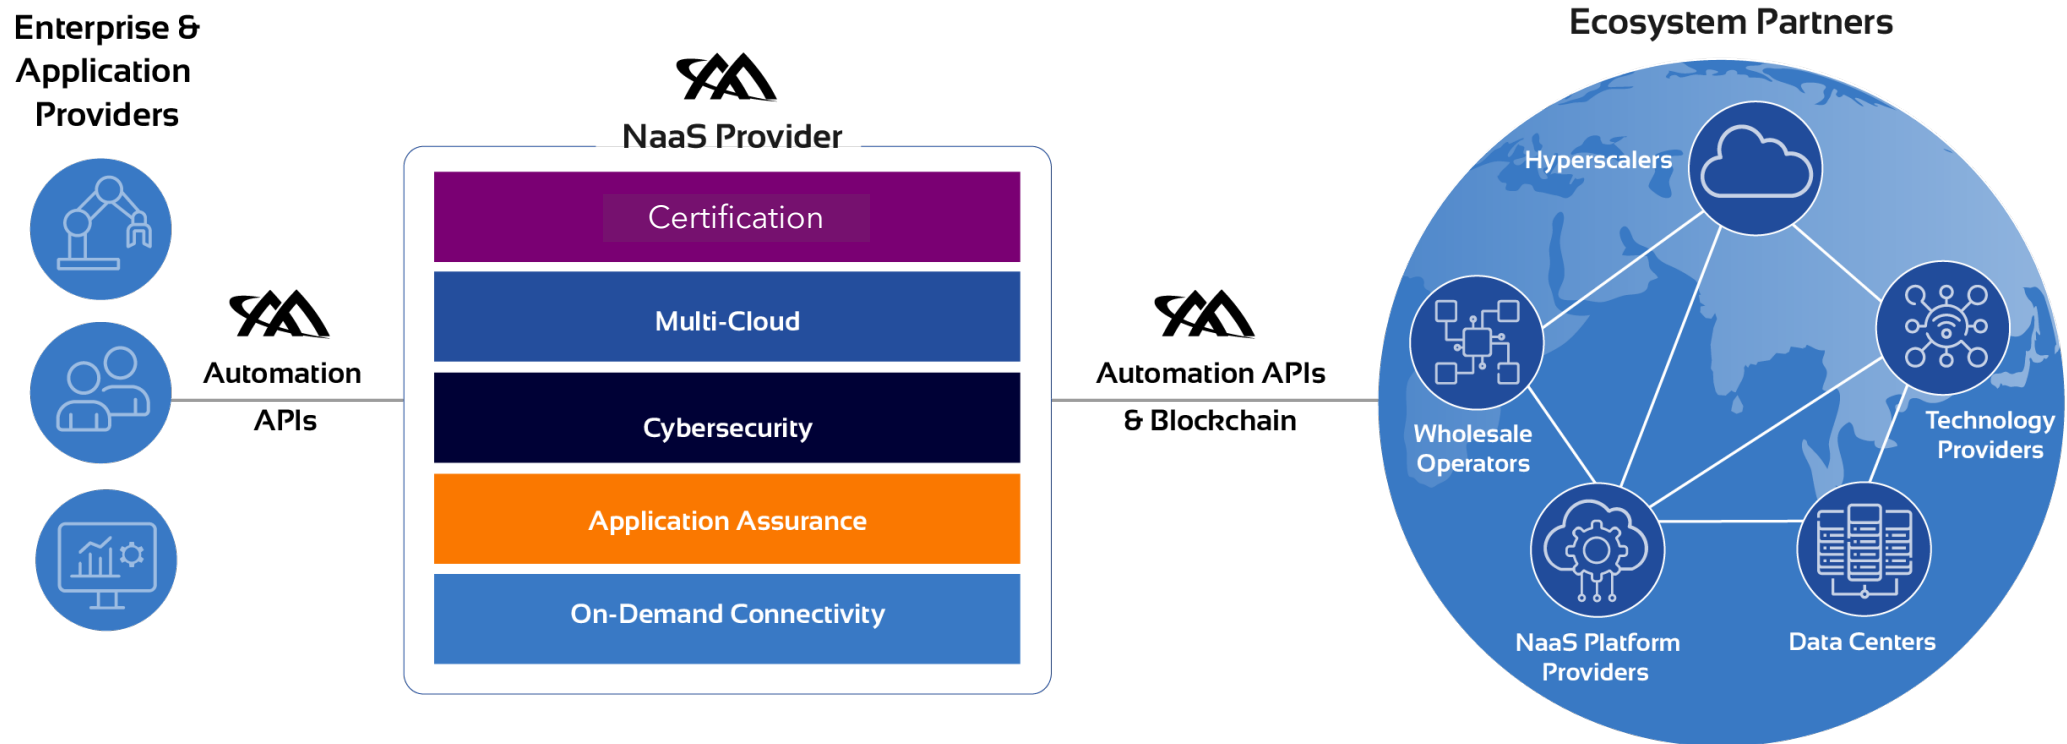 Enterprise &
Application
Providers
Automation
APIs
NaaS Provider
Certification
Multi-Cloud
Cybersecurity
Application Assurance
On-Demand Connectivity
Automation APIs
& Blockchain
Ecosystem Partners
Hyperscalers
Wholesale
Operators
Technology
Providers
NaaS Platform
Providers
Data Centers